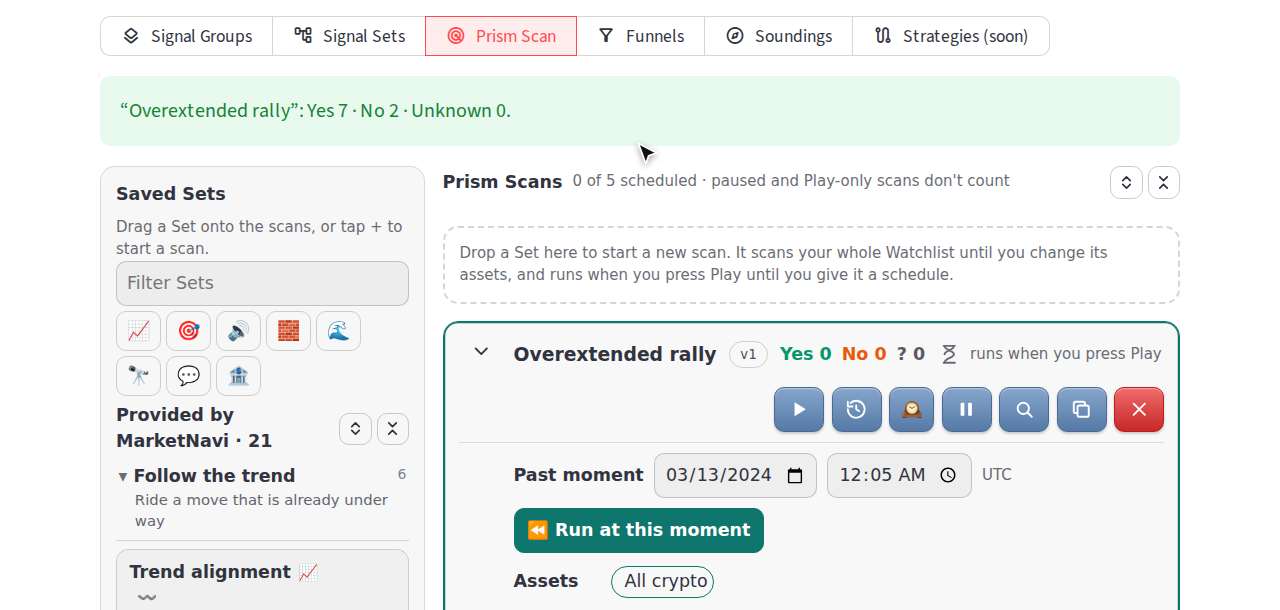 Signal Groups
Signal Sets
Prism Scan
Funnels
Soundings
Strategies (soon)
“Overextended rally”: Yes 7 · No 2 · Unknown 0.
Saved Sets
Drag a Set onto the scans, or tap + to
start a scan.
Filter Sets
Provided by
MarketNavi · 21
Follow the trend
6
Ride a move that is already under
way
Trend alignment
Prism Scans
0 of 5 scheduled · paused and Play-only scans don't count
Drop a Set here to start a new scan. It scans your whole Watchlist until you change its
assets, and runs when you press Play until you give it a schedule.
Overextended rally
v1
Yes 0 No 0 ? 0
runs when you press Play
Past moment
03/13/2024
12:05 AM
UTC
Run at this moment
Assets
All crypto